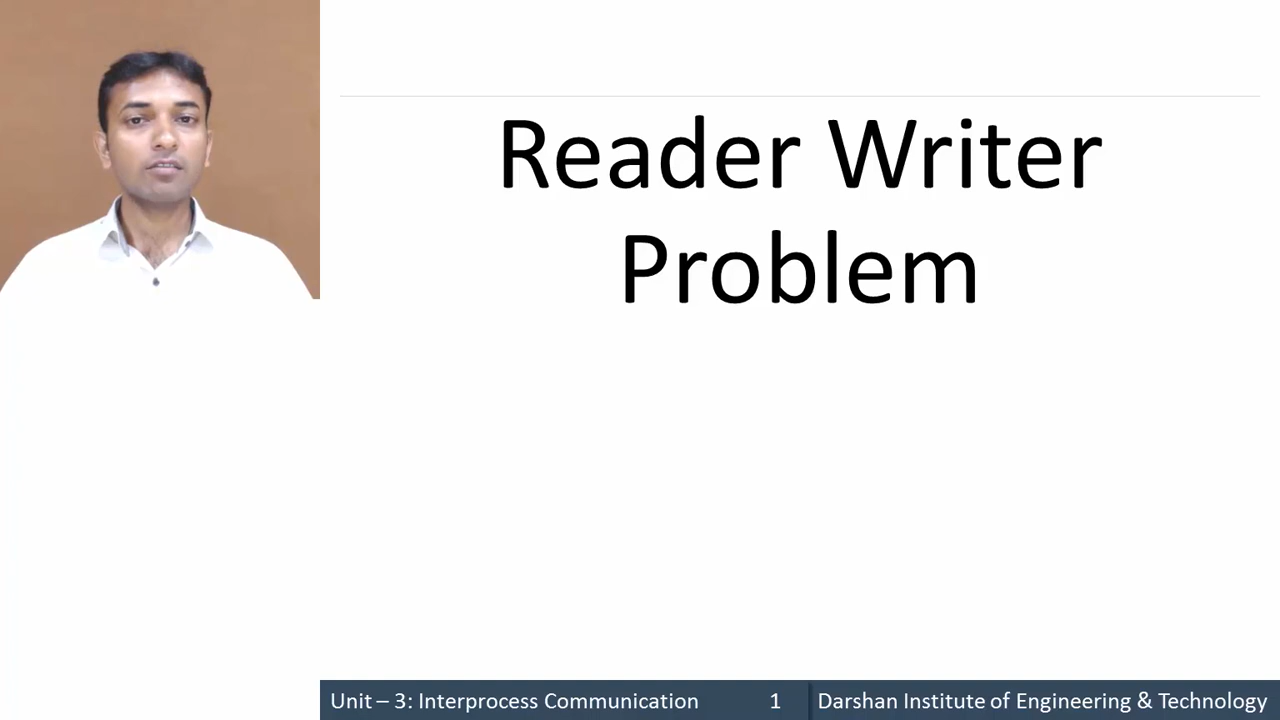 Reader Writer
Problem
Unit – 3: Interprocess Communication 1 Darshan Institute of Engineering & Technology